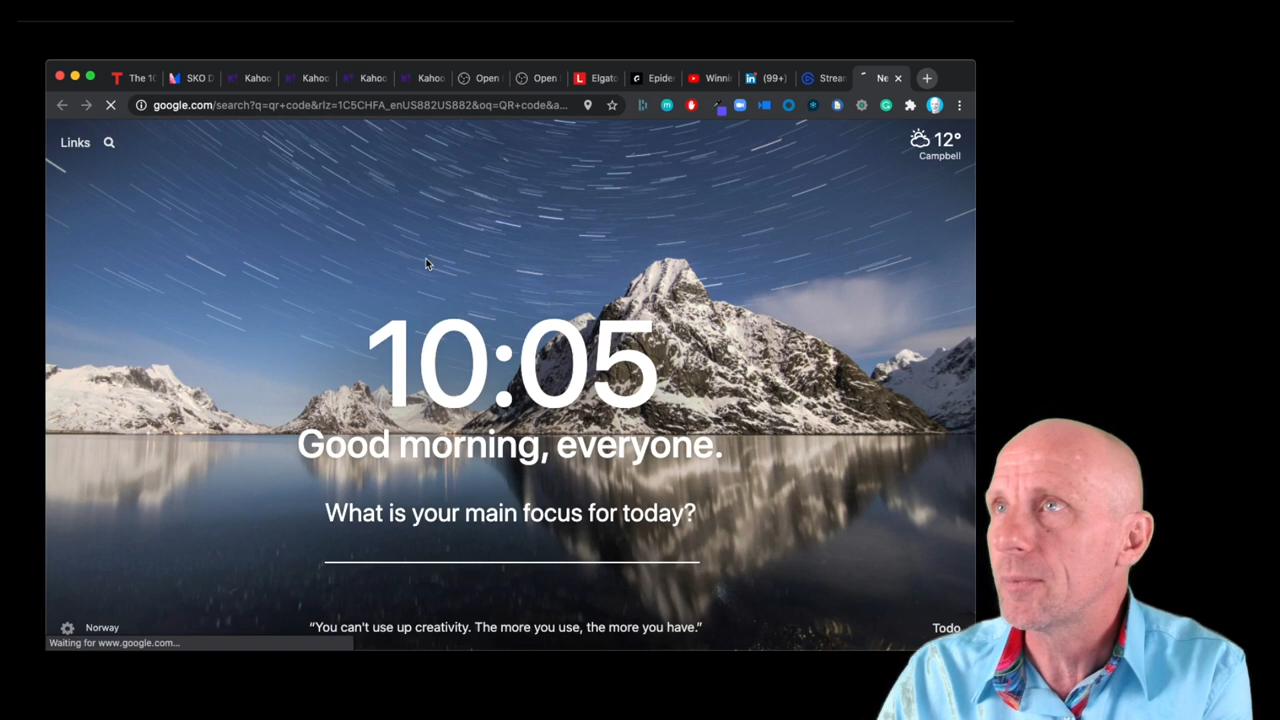 The 10
SKO D
Kahoo
Kahoo
Kahoo
Kahoo
Open
Open
Elgato
Epide
Winni
(99+)
Strean
Ne
google.com/search?q=qr+code&rlz=1C5CHFA_enUS882US882&oq=QR+code&a...
Links
12°
Campbell
10:05
Good morning, everyone.
What is your main focus for today?
Norway
“You can't use up creativity. The more you use, the more you have.”
Todo
Waiting for www.google.com...